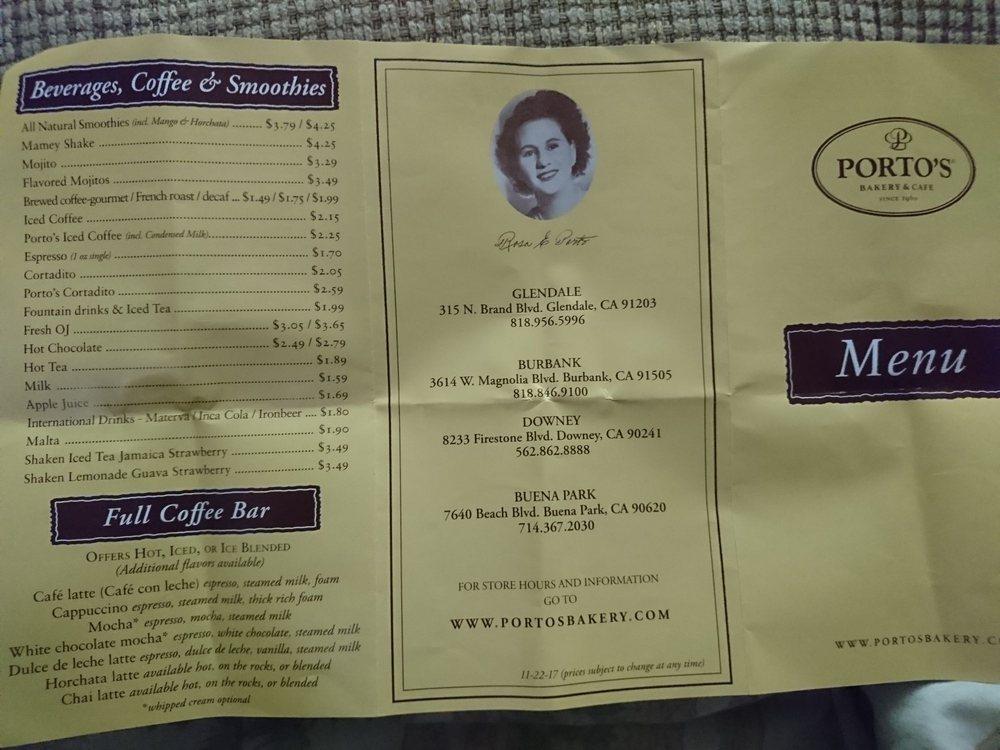 Beverages, Coffee & Smoothies
All Natural Smoothies (incl. Mango & Horchata) ........ $3.79 / $4.25
Mamey Shake ........ $4.25
Mojito ........ $3.29
Flavored Mojitos ........ $3.49
Brewed coffee-gourmet / French roast / decaf ... $1.49 / $1.75 / $1.99
Iced Coffee ........ $2.15
Porto's Iced Coffee (incl. Condensed Milk)........ $2.25
Espresso (1 oz single) ........ $1.70
Cortadito ........ $2.05
Porto's Cortadito ........ $2.59
Fountain drinks & Iced Tea ........ $1.99
Fresh OJ ........ $3.05 / $3.65
Hot Chocolate ........ $2.49 / $2.79
Hot Tea ........ $1.89
Milk ........ $1.59
Apple Juice ........ $1.69
International Drinks - Materva / Inca Cola / Ironbeer .... $1.80
Malta ........ $1.90
Shaken Iced Tea Jamaica Strawberry ........ $3.49
Shaken Lemonade Guava Strawberry ........ $3.49
Full Coffee Bar
Offers Hot, Iced, or Ice Blended
(Additional flavors available)
Café latte (Café con leche) espresso, steamed milk, foam
Cappuccino espresso, steamed milk, thick rich foam
Mocha* espresso, mocha, steamed milk
White chocolate mocha* espresso, white chocolate, steamed milk
Dulce de leche latte espresso, dulce de leche, vanilla, steamed milk
Horchata latte available hot, on the rocks, or blended
Chai latte available hot, on the rocks, or blended
*whipped cream optional
Rosa E Porto
GLENDALE
315 N. Brand Blvd. Glendale, CA 91203
818.956.5996
BURBANK
3614 W. Magnolia Blvd. Burbank, CA 91505
818.846.9100
DOWNEY
8233 Firestone Blvd. Downey, CA 90241
562.862.8888
BUENA PARK
7640 Beach Blvd. Buena Park, CA 90620
714.367.2030
FOR STORE HOURS AND INFORMATION
GO TO
WWW.PORTOSBAKERY.COM
11-22-17 (prices subject to change at any time)
P
PORTO'S®
BAKERY & CAFE
SINCE 1960
Menu
WWW.PORTOSBAKERY.C